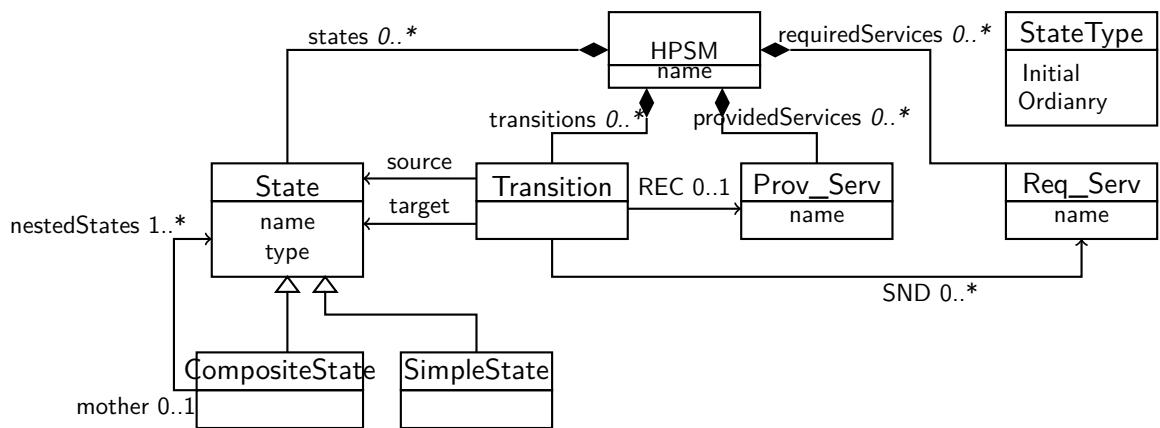 states 0..*
HPSM
name
requiredServices 0..*
StateType
Initial
Ordianry
transitions 0..*
providedServices 0..*
source
State
Transition
REC 0..1
Prov_Serv
Req_Serv
target
name
type
name
name
nestedStates 1..*
SND 0..*
CompositeState
SimpleState
mother 0..1